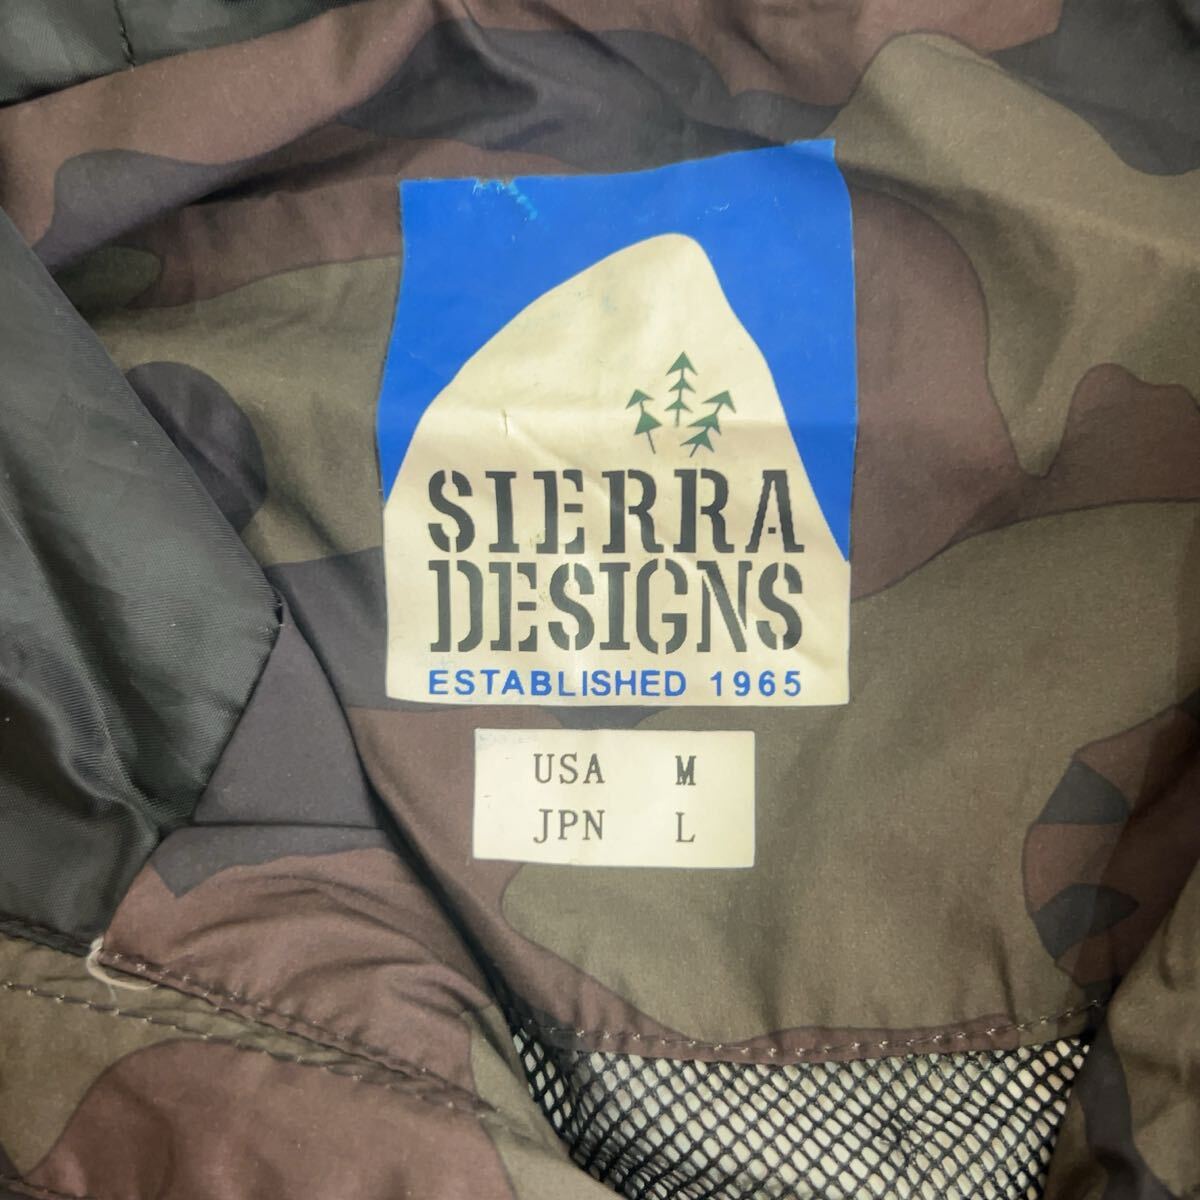 SIERRA
DESIGNS
ESTABLISHED 1965
USA M
JPN L